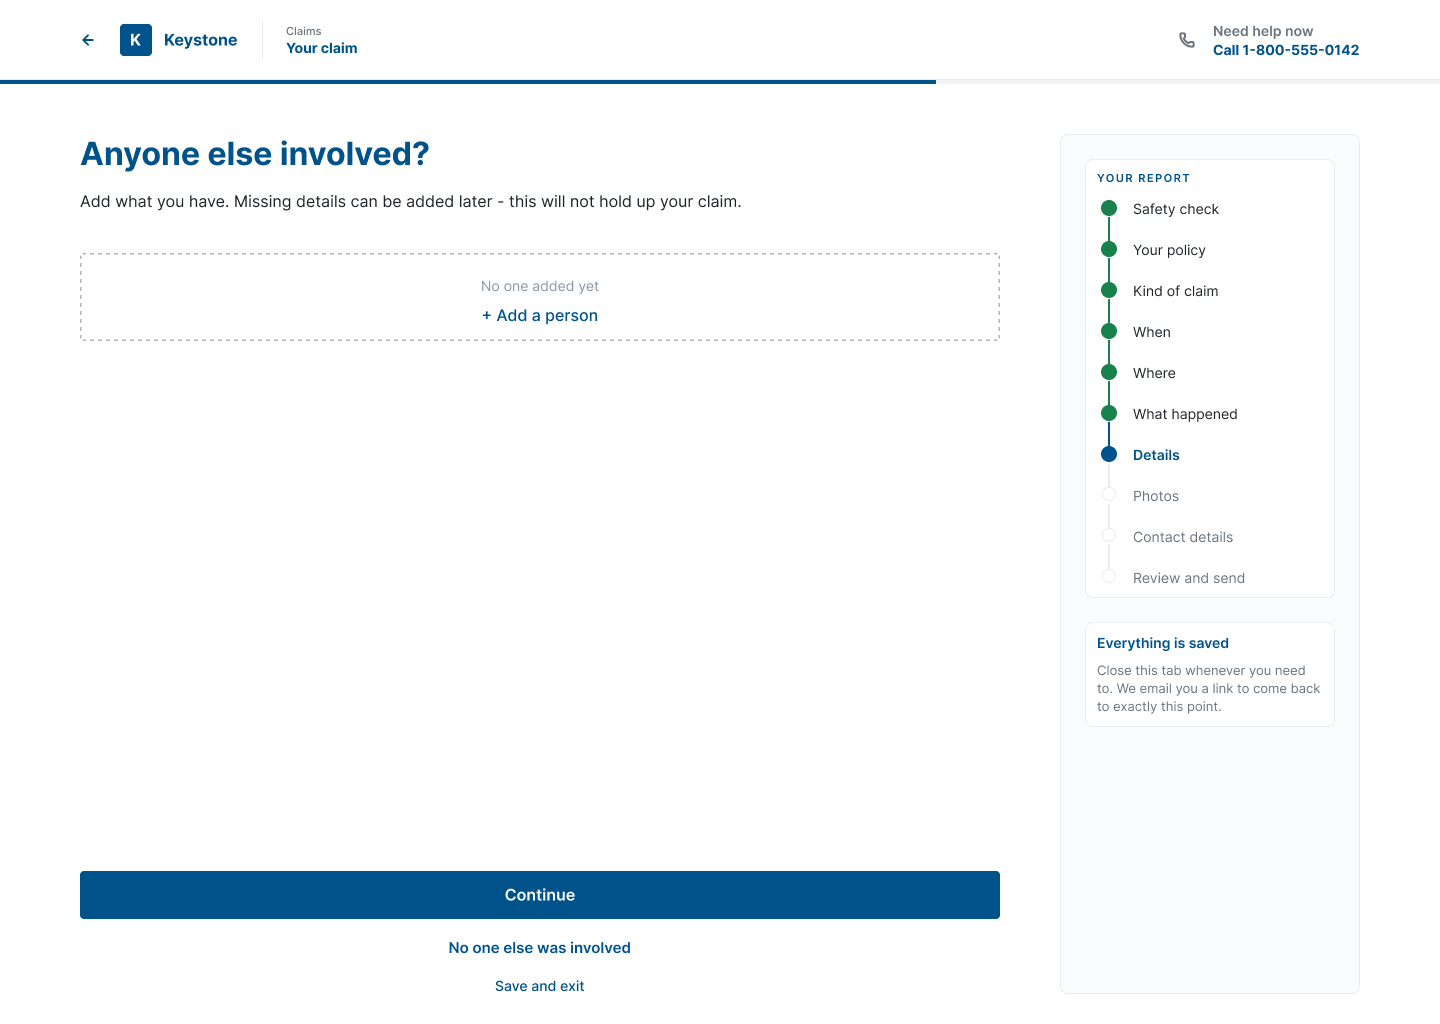 K
Keystone
Claims
Your claim
Need help now
Call 1-800-555-0142
Anyone else involved?
Add what you have. Missing details can be added later - this will not hold up your claim.
No one added yet
+ Add a person
Continue
No one else was involved
Save and exit
YOUR REPORT
Safety check
Your policy
Kind of claim
When
Where
What happened
Details
Photos
Contact details
Review and send
Everything is saved
Close this tab whenever you need
to. We email you a link to come back
to exactly this point.